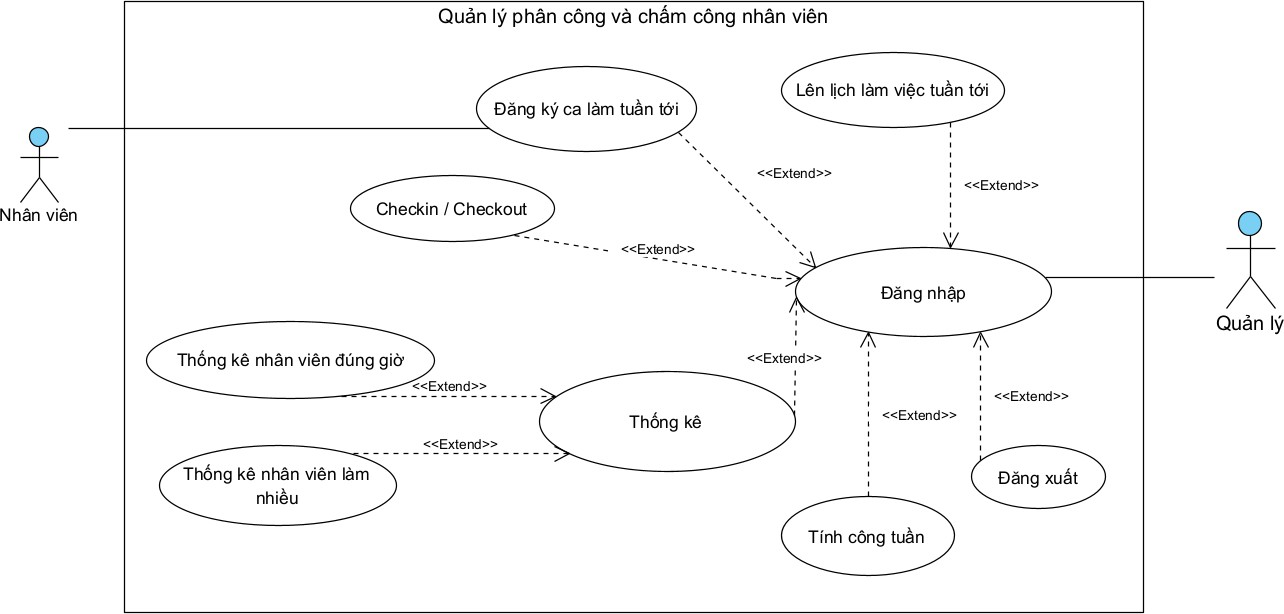 Quản lý phân công và chấm công nhân viên
Lên lịch làm việc tuần tới
Đăng ký ca làm tuần tới
<<Extend>>
<<Extend>>
Checkin / Checkout
Nhân viên
<<Extend>>
Đăng nhập
Quản lý
Thống kê nhân viên đúng giờ
<<Extend>>
<<Extend>>
<<Extend>>
<<Extend>>
Thống kê
<<Extend>>
Thống kê nhân viên làm
nhiều
Đăng xuất
Tính công tuần